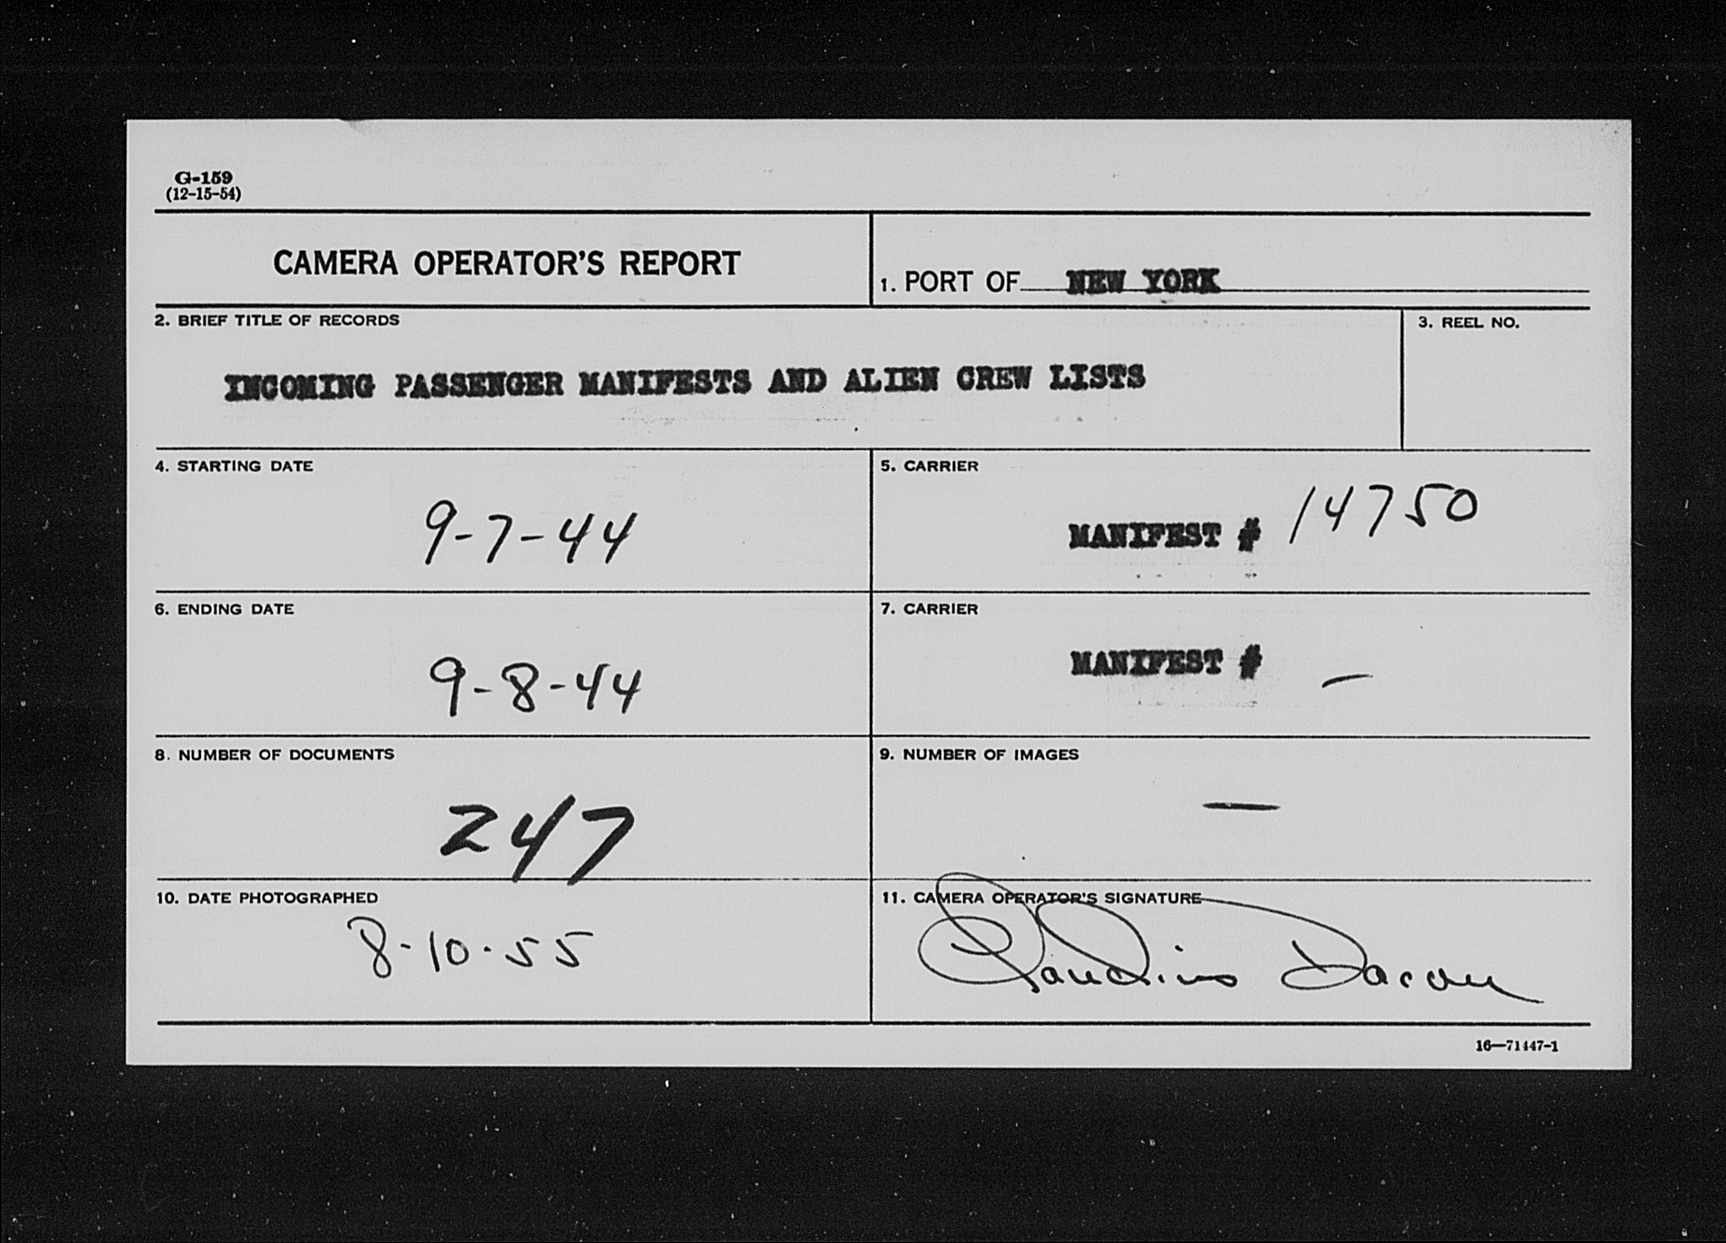 G-159
(12-15-54)
CAMERA OPERATOR'S REPORT
1. PORT OF NEW YORK
2. BRIEF TITLE OF RECORDS
3. REEL NO.
INCOMING PASSENGER MANIFESTS AND ALIEN CREW LISTS
4. STARTING DATE
9-7-44
5. CARRIER
MANIFEST # 14750
6. ENDING DATE
9-8-44
7. CARRIER
MANIFEST # —
8. NUMBER OF DOCUMENTS
247
9. NUMBER OF IMAGES
—
10. DATE PHOTOGRAPHED
8-10-55
11. CAMERA OPERATOR'S SIGNATURE
Claudius
16—71447-1